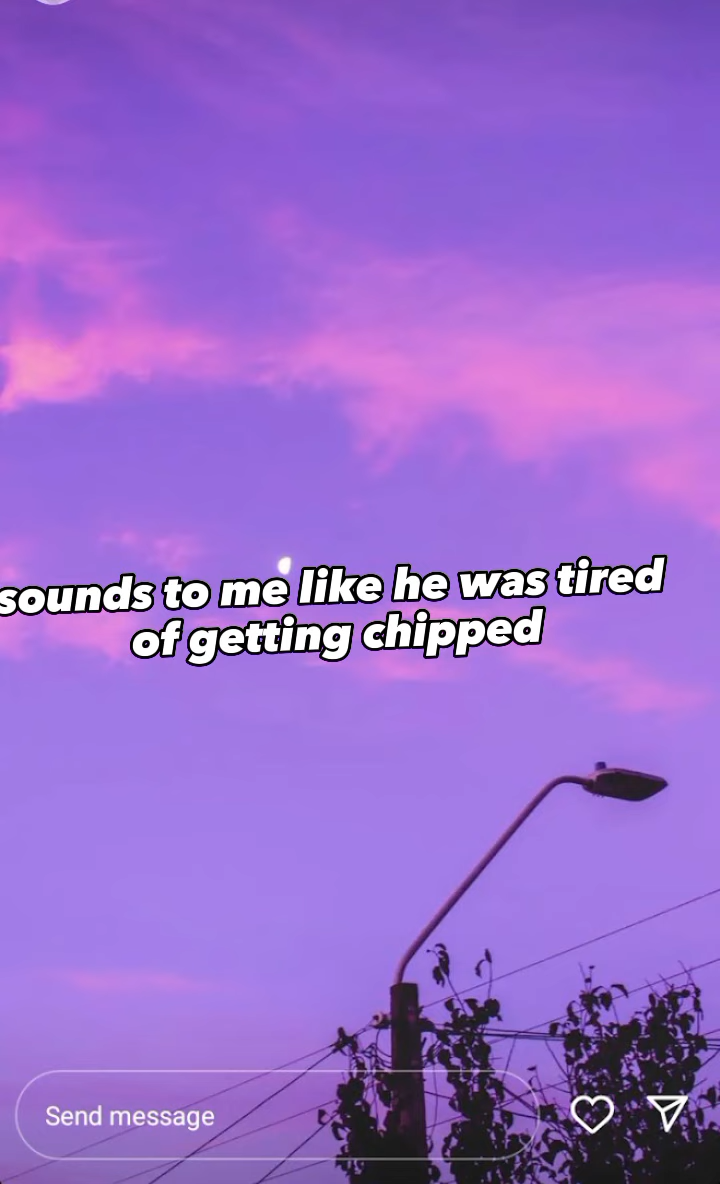 sounds to me like he was tired
of getting chipped
Send message